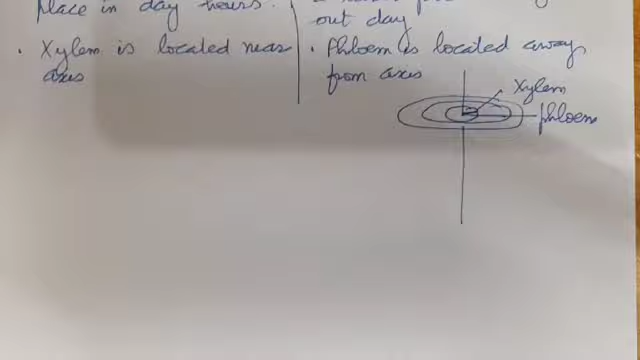 place in day hours.
out day
. Xylem is located near
axis
. Phloem is located away
from axis
Xylem
phloem